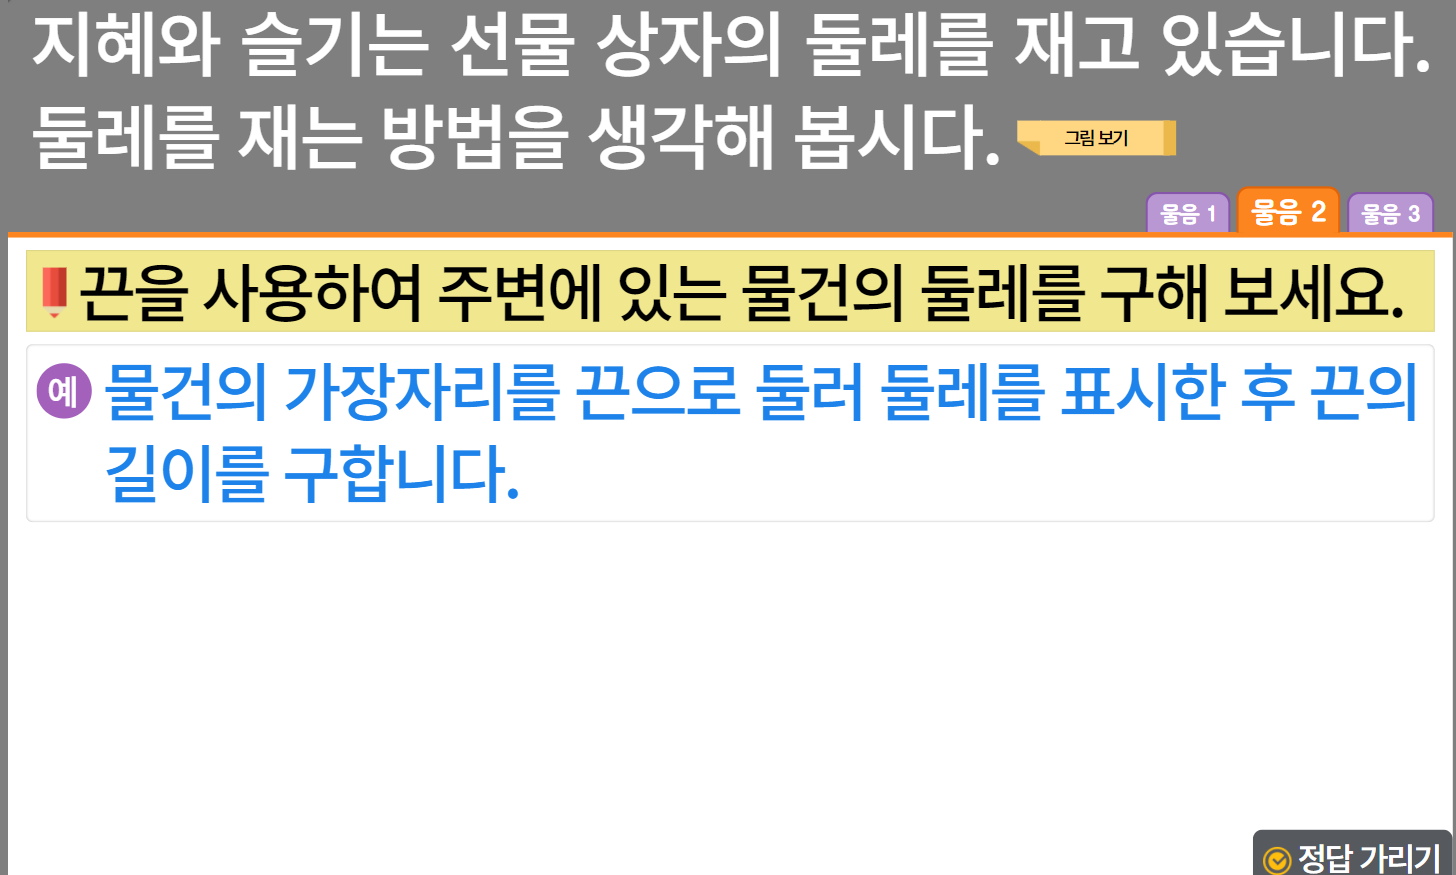 지혜와 슬기는 선물 상자의 둘레를 재고 있습니다.
둘레를 재는 방법을 생각해 봅시다.
그림 보기
물음 1
물음 2
물음 3
끈을 사용하여 주변에 있는 물건의 둘레를 구해 보세요.
예 물건의 가장자리를 끈으로 둘러 둘레를 표시한 후 끈의
길이를 구합니다.
정답 가리기